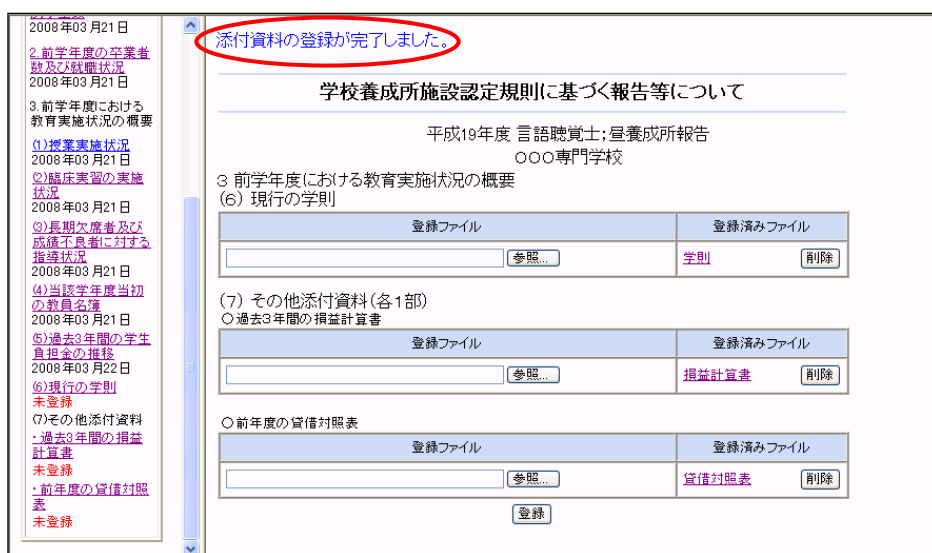 2008年03月21日
2.前学年度の卒業者
数及び就職状況
2008年03月21日
3.前学年度における
教育実施状況の概要
(1)授業実施状況
2008年03月21日
(2)臨床実習の実施
状況
2008年03月21日
(3)長期欠席者及び
成績不良者に対する
指導状況
2008年03月21日
(4)当該学年度当初
の教員名簿
2008年03月21日
(5)過去3年間の学生
負担金の推移
2008年03月22日
(6)現行の学則
未登録
(7)その他添付資料
・過去3年間の損益
計算書
未登録
・前年度の貸借対照
表
未登録
添付資料の登録が完了しました。
学校養成所施設認定規則に基づく報告等について
平成19年度 言語聴覚士;昼養成所報告
○○○専門学校
3 前学年度における教育実施状況の概要
(6) 現行の学則
登録ファイル 登録済みファイル
参照... 学則 削除
(7) その他添付資料(各1部)
○過去3年間の損益計算書
登録ファイル 登録済みファイル
参照... 損益計算書 削除
○前年度の貸借対照表
登録ファイル 登録済みファイル
参照... 貸借対照表 削除
登録